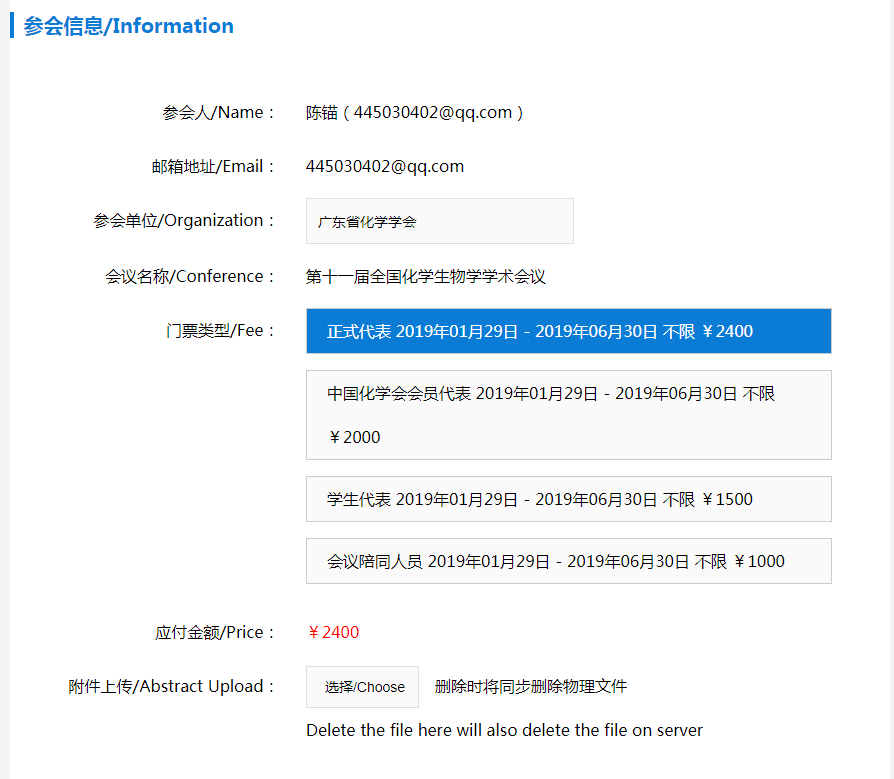 参会信息/Information
参会人/Name： 陈锚（445030402@qq.com）
邮箱地址/Email： 445030402@qq.com
参会单位/Organization： 广东省化学学会
会议名称/Conference： 第十一届全国化学生物学学术会议
门票类型/Fee： 正式代表 2019年01月29日 - 2019年06月30日 不限 ￥2400
中国化学会会员代表 2019年01月29日 - 2019年06月30日 不限
￥2000
学生代表 2019年01月29日 - 2019年06月30日 不限 ￥1500
会议陪同人员 2019年01月29日 - 2019年06月30日 不限 ￥1000
应付金额/Price： ￥2400
附件上传/Abstract Upload： 选择/Choose 删除时将同步删除物理文件
Delete the file here will also delete the file on server